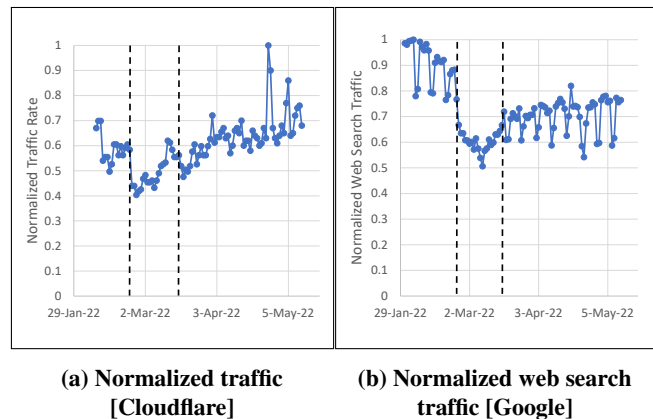 1
0.9
0.8
0.7
0.6
0.5
0.4
0.3
0.2
0.1
0
Normalized Traffic Rate
29-Jan-22 2-Mar-22 3-Apr-22 5-May-22
(a) Normalized traffic
[Cloudflare]
1
0.9
0.8
0.7
0.6
0.5
0.4
0.3
0.2
0.1
0
Normalized Web Search Traffic
29-Jan-22 2-Mar-22 3-Apr-22 5-May-22
(b) Normalized web search
traffic [Google]